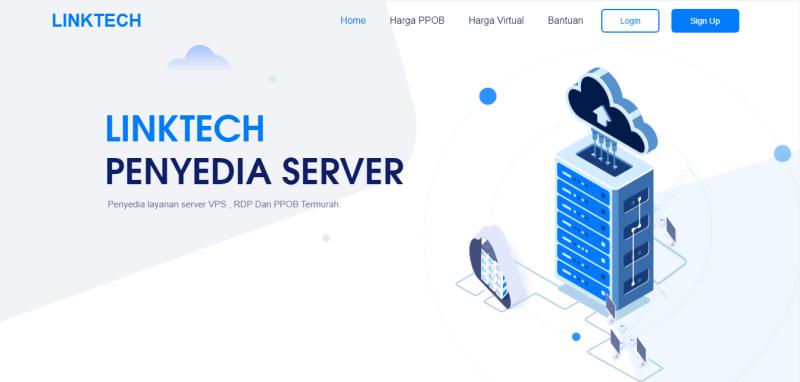 LINKTECH
Home Harga PPOB Harga Virtual Bantuan Login Sign Up
LINKTECH
PENYEDIA SERVER
Penyedia layanan server VPS , RDP Dan PPOB Termurah.